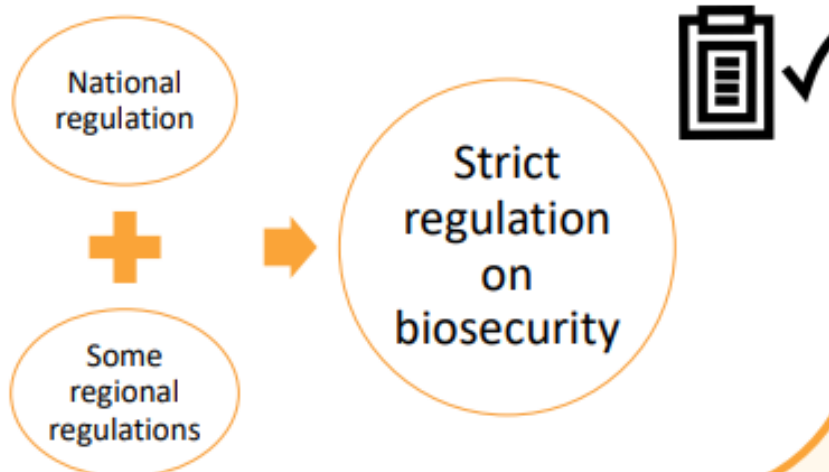 National
regulation
Some
regional
regulations
Strict
regulation
on
biosecurity